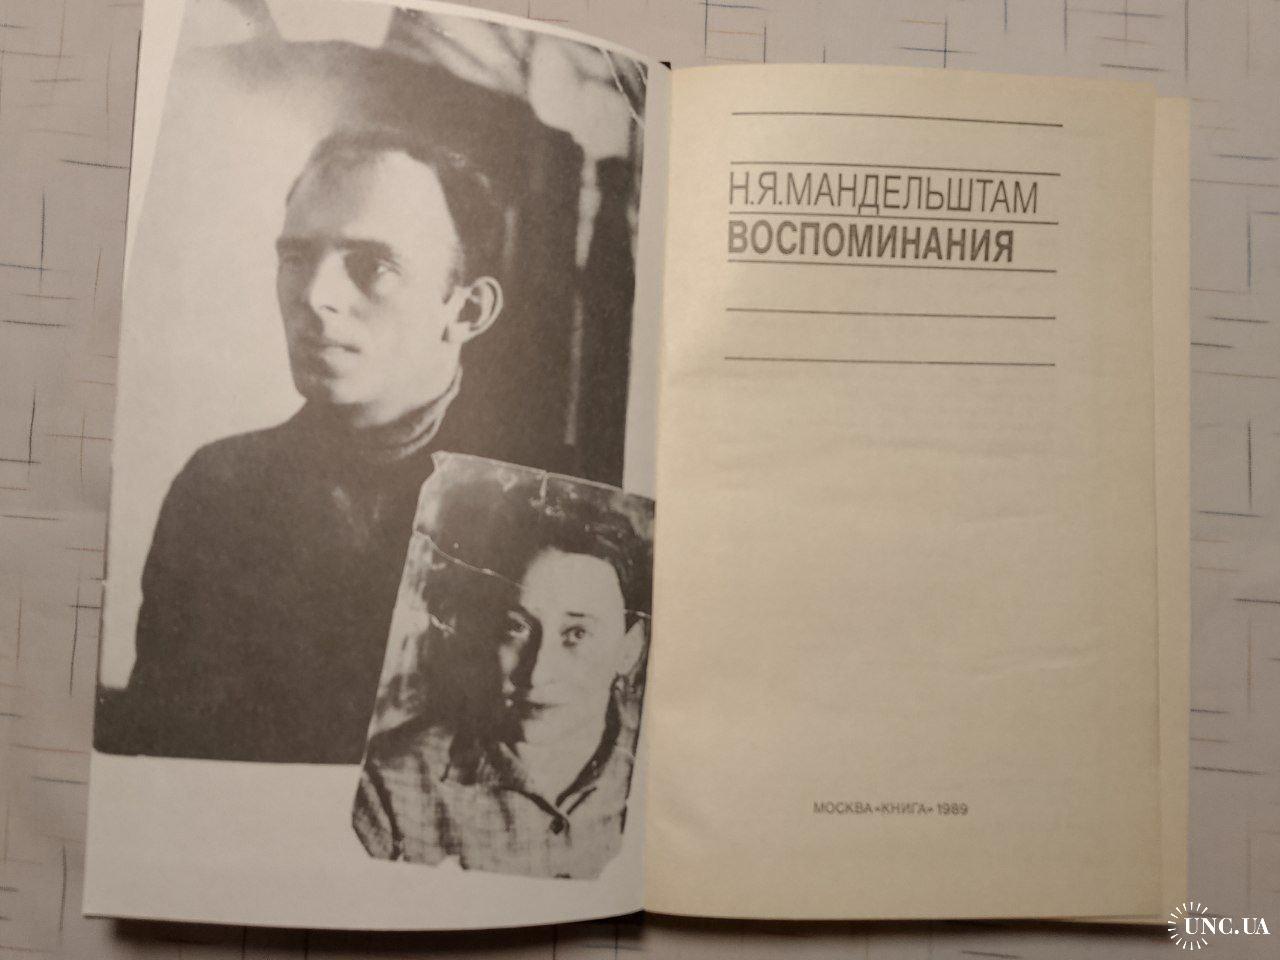 Н.Я.МАНДЕЛЬШТАМ
ВОСПОМИНАНИЯ
МОСКВА «КНИГА» 1989
UNC.UA